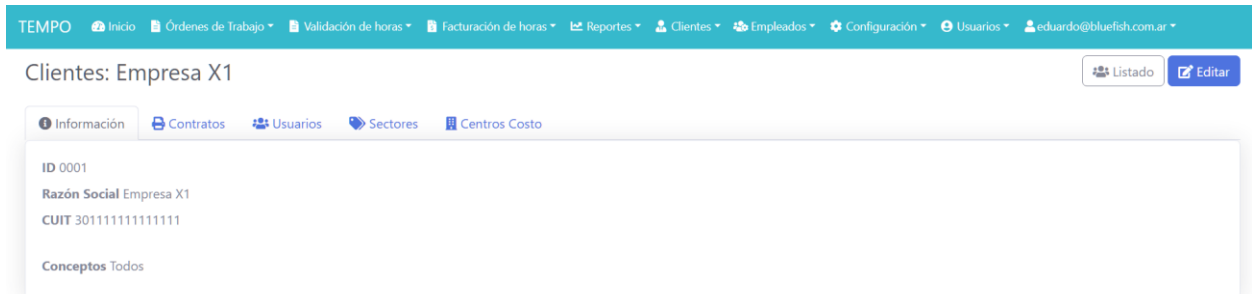 TEMPO Inicio Órdenes de Trabajo Validación de horas Facturación de horas Reportes Clientes Empleados Configuración Usuarios eduardo@bluefish.com.ar
Clientes: Empresa X1 Listado Editar
Información Contratos Usuarios Sectores Centros Costo
ID 0001
Razón Social Empresa X1
CUIT 301111111111111
Conceptos Todos